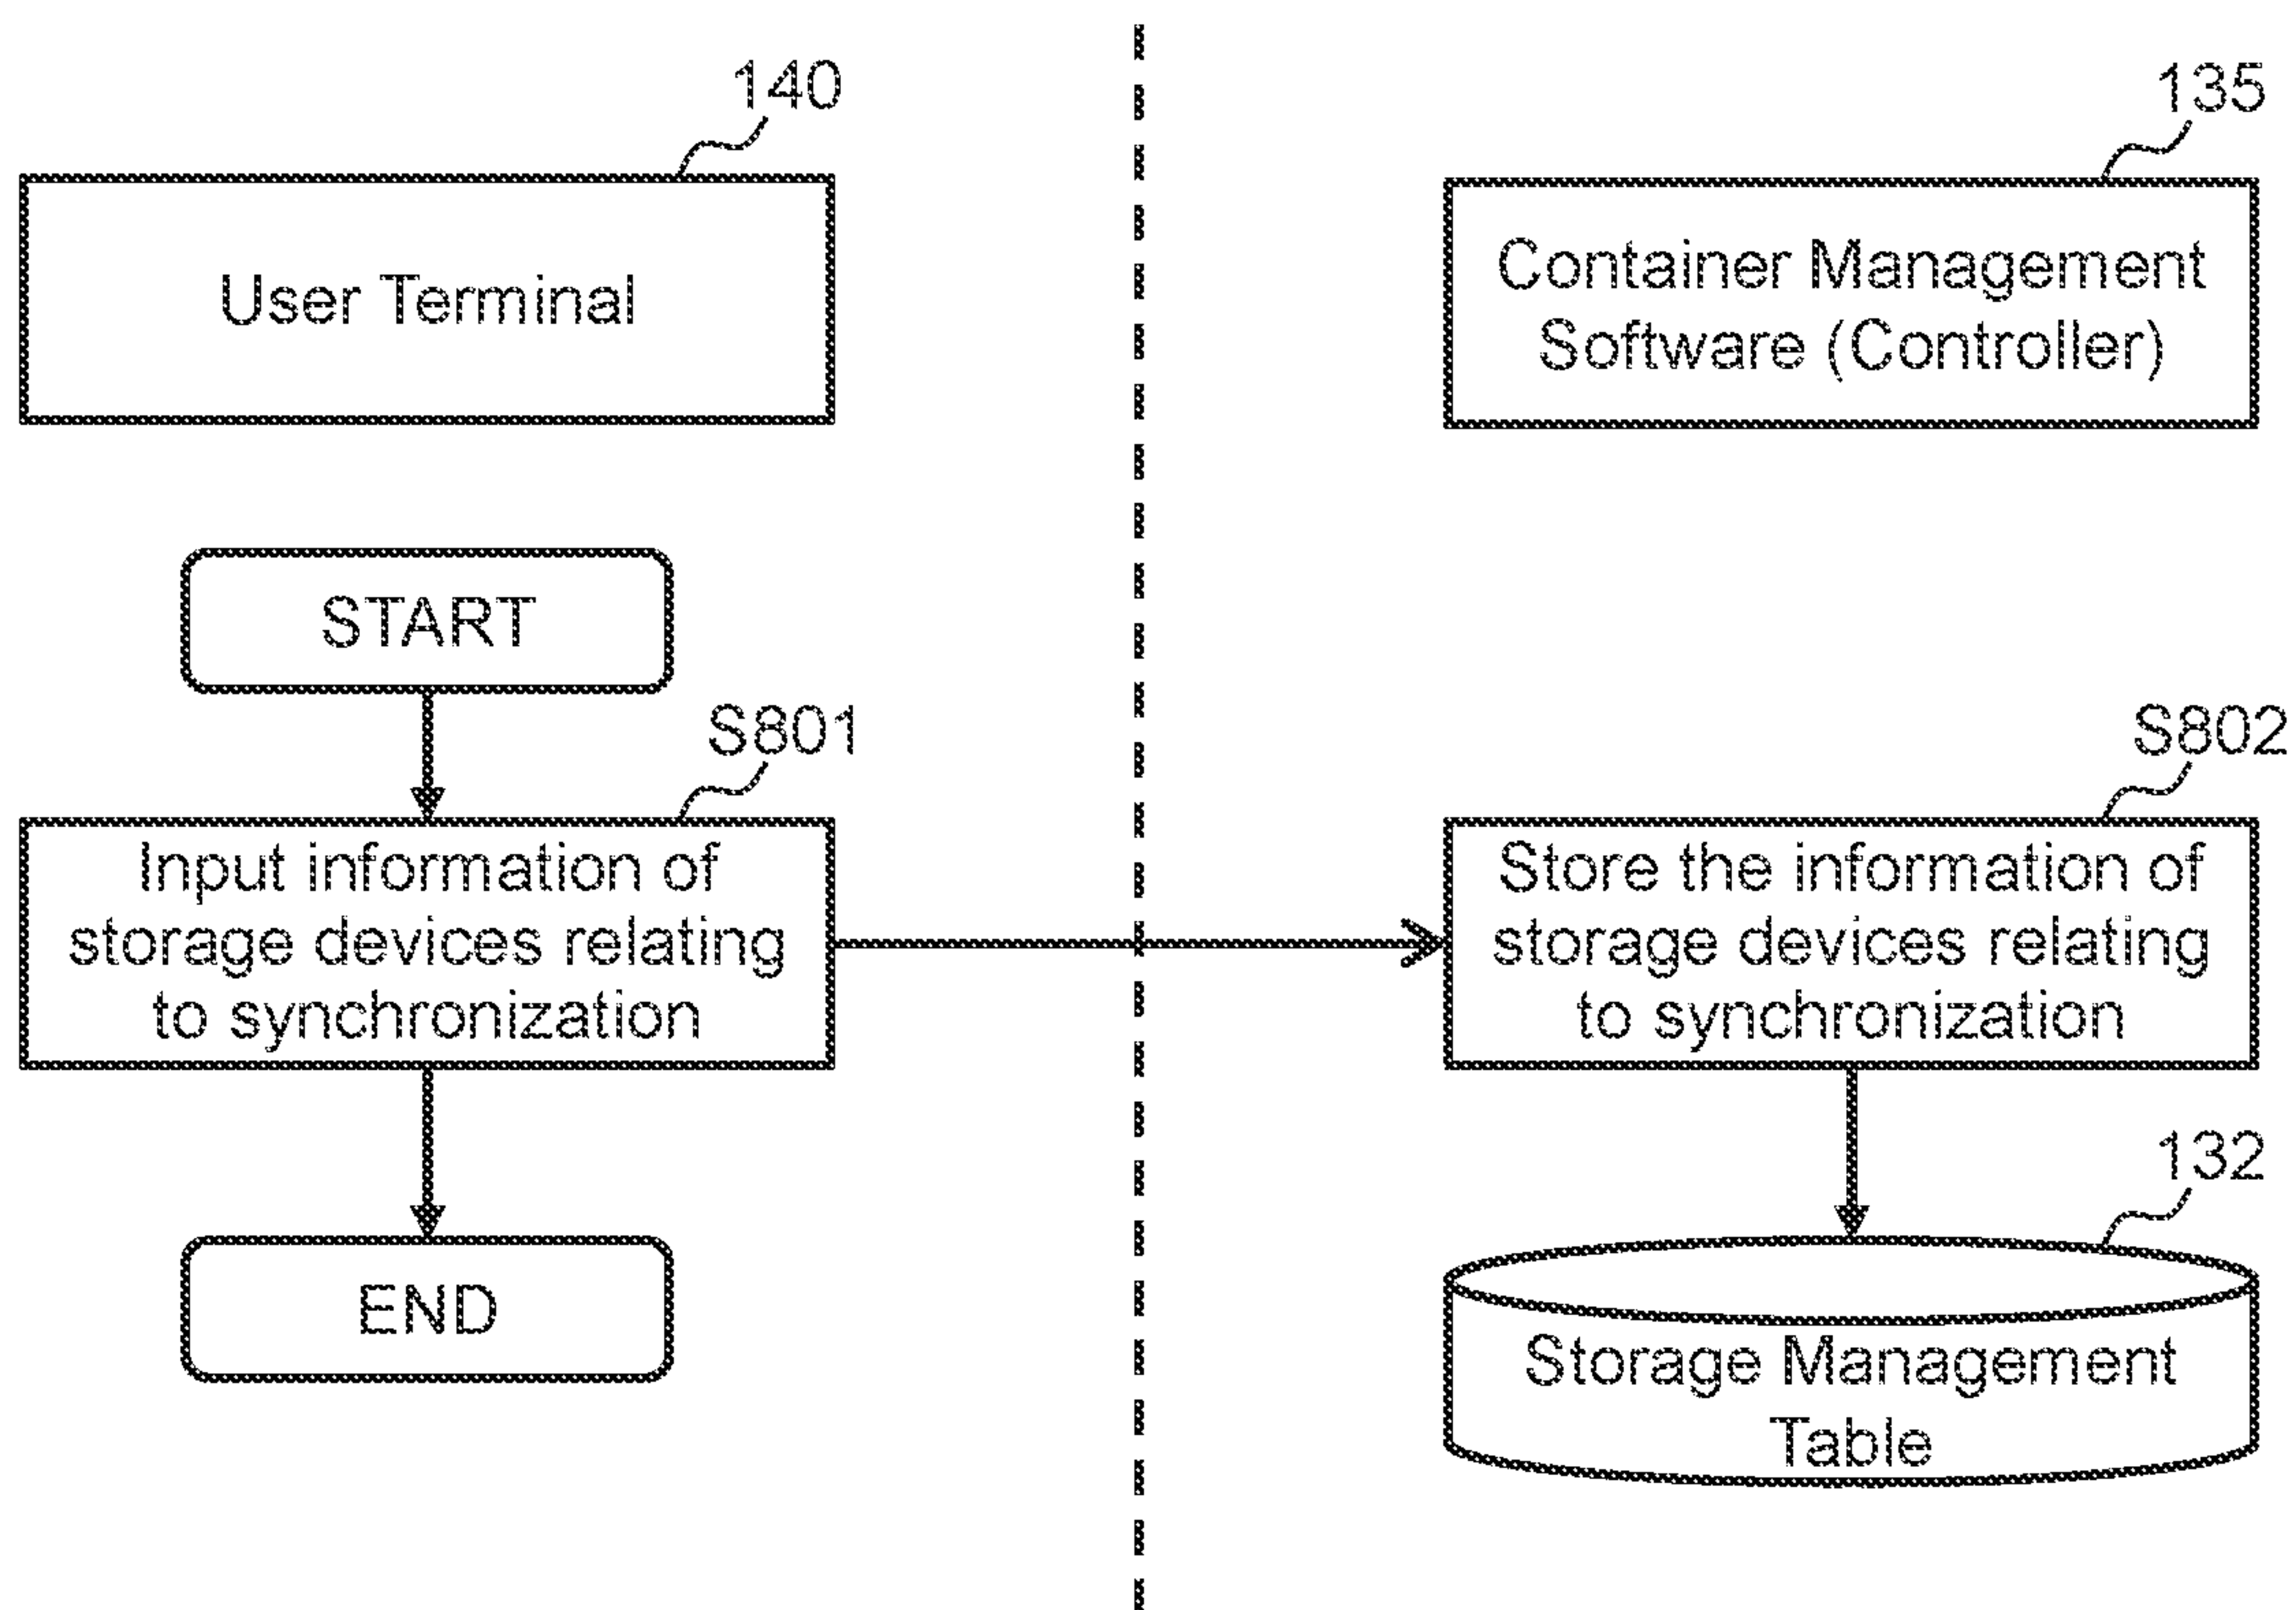 140
User Terminal
135
Container Management
Software (Controller)
START
S801
Input information of
storage devices relating
to synchronization
S802
Store the information of
storage devices relating
to synchronization
END
132
Storage Management
Table